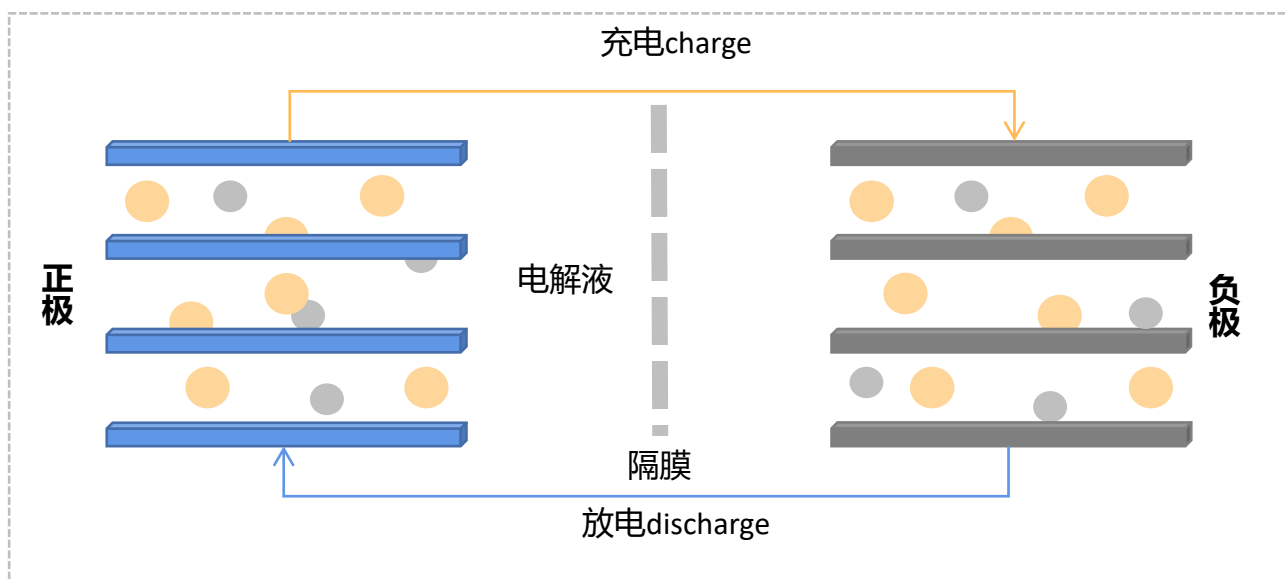 充电charge
正极
电解液
负极
隔膜
放电discharge